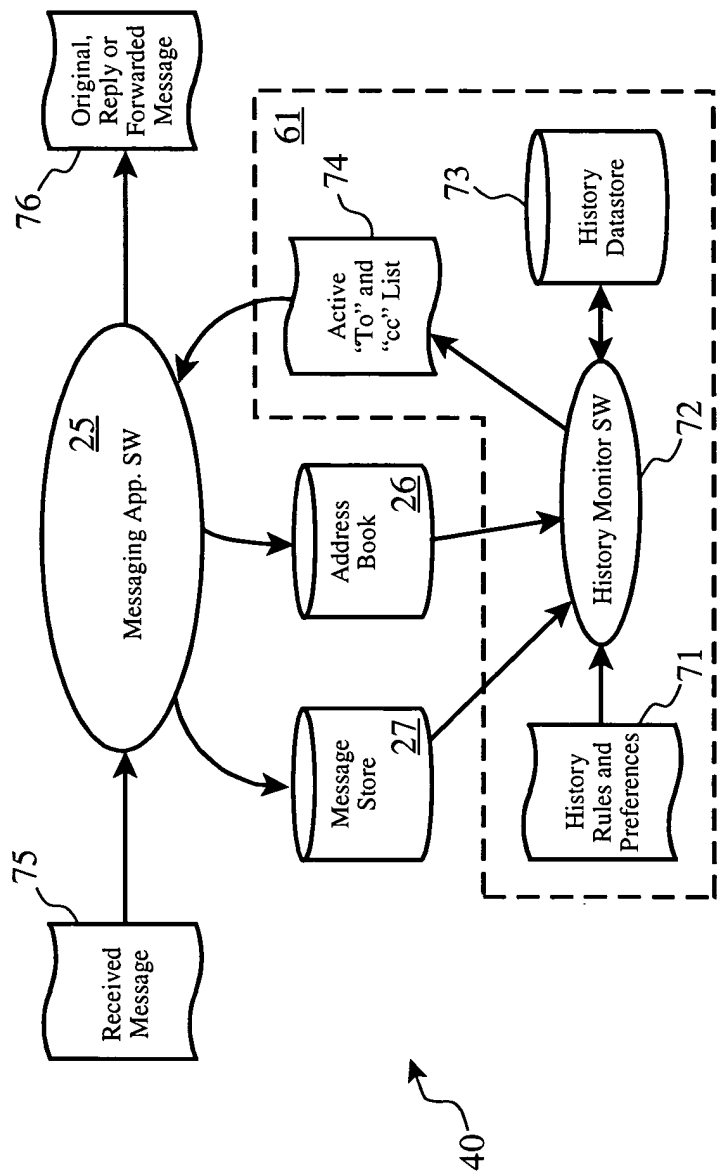 75
Received
Message
25
Messaging App. SW
76
Original,
Reply or
Forwarded
Message
Message
Store
27
Address
Book
26
61
74
Active
“To” and
“cc” List
71
History
Rules and
Preferences
History Monitor SW
72
73
History
Datastore
40